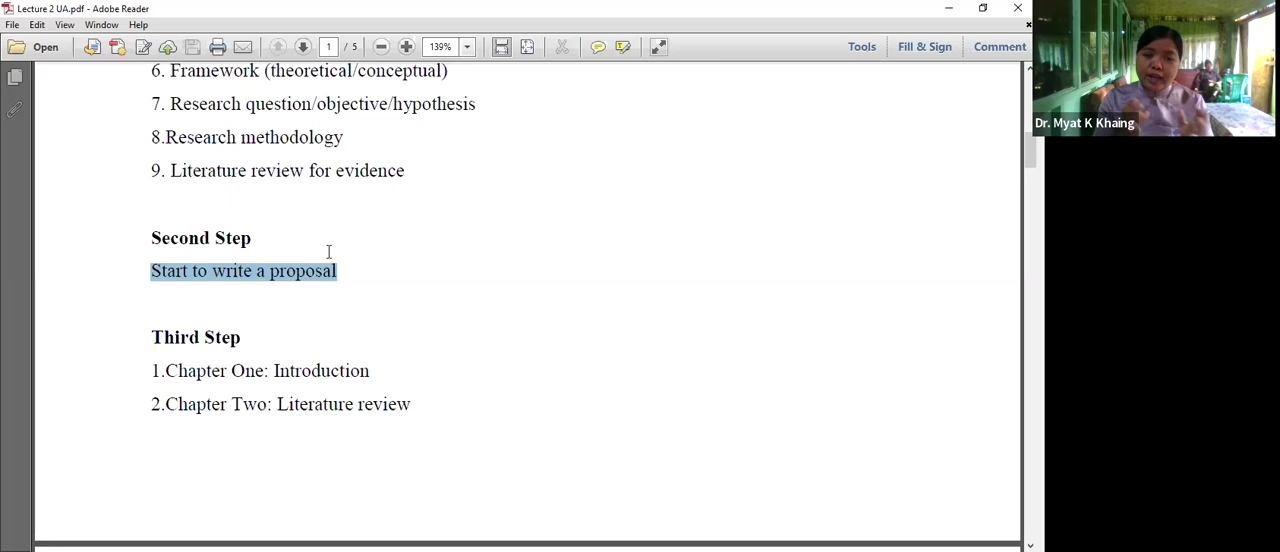 Lecture 2 UA.pdf - Adobe Reader
File Edit View Window Help
Open 1 / 5 139% Tools Fill & Sign Comment
6. Framework (theoretical/conceptual)
7. Research question/objective/hypothesis
8.Research methodology
9. Literature review for evidence
Second Step
Start to write a proposal
Third Step
1.Chapter One: Introduction
2.Chapter Two: Literature review
Dr. Myat K Khaing